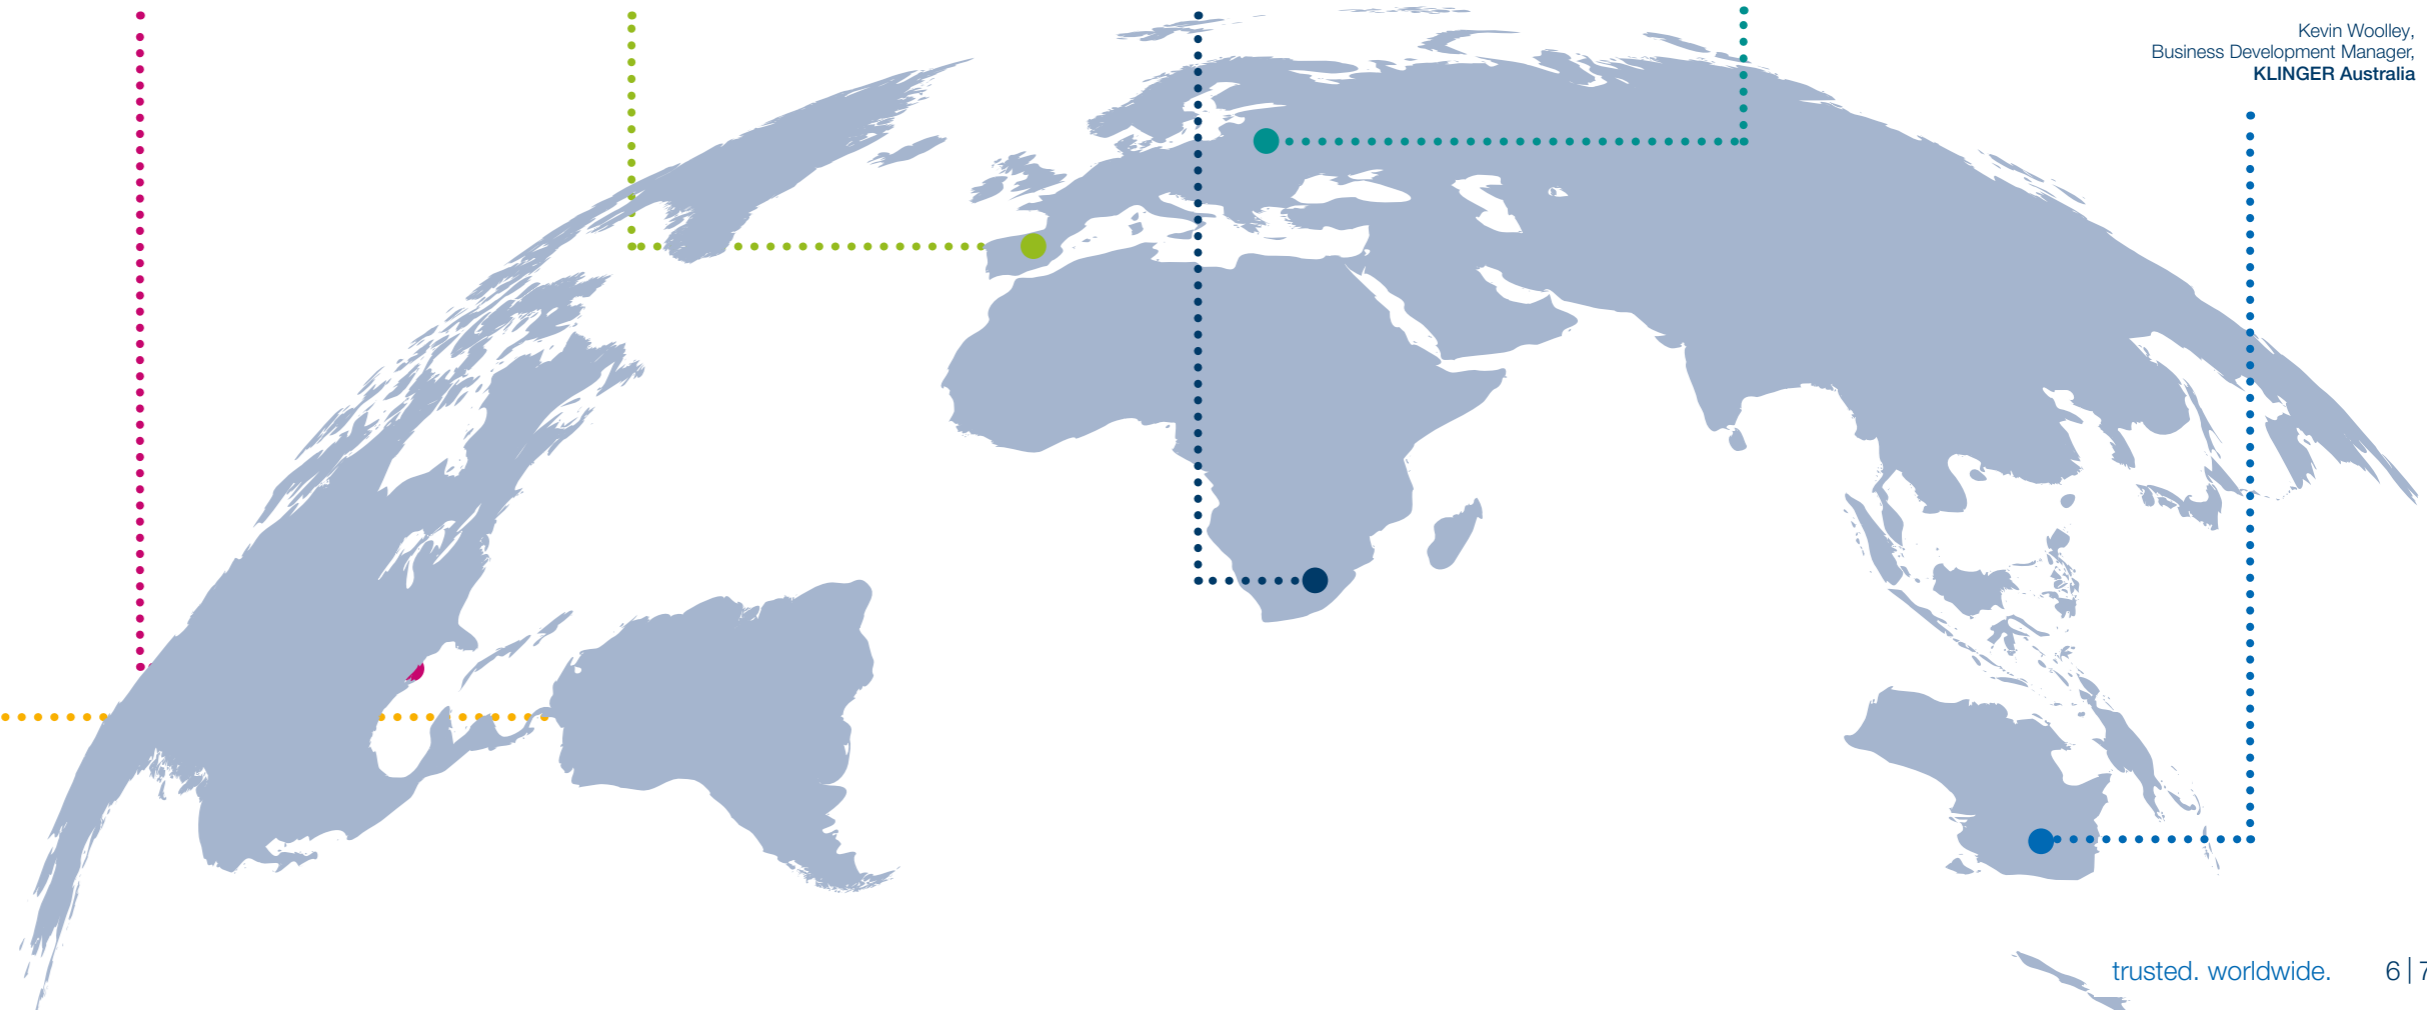 Kevin Woolley,
Business Development Manager,
KLINGER Australia
trusted. worldwide.
6|7